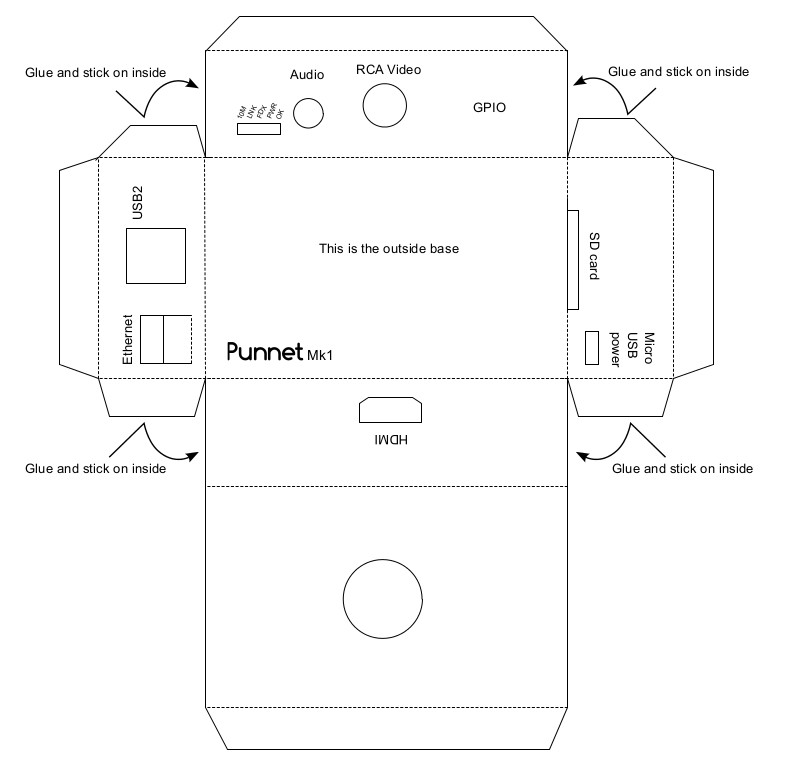 Glue and stick on inside
Audio
RCA Video
Glue and stick on inside
10M
LNK
FDX
PWR
OK
GPIO
USB2
This is the outside base
SD card
Ethernet
Punnet Mk1
Micro
USB
power
HDMI
Glue and stick on inside
Glue and stick on inside